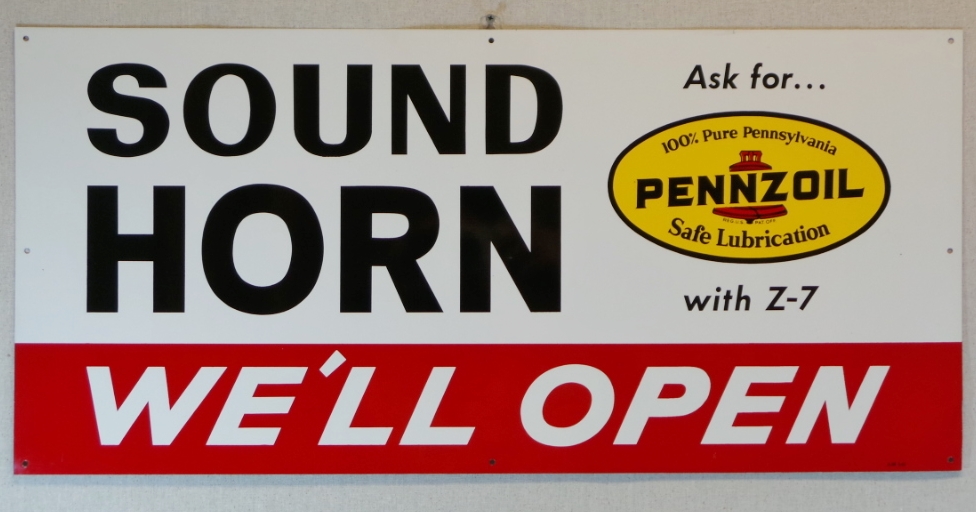 SOUND
HORN
WE'LL OPEN
Ask for...
100% Pure Pennsylvania
PENNZOIL
Safe Lubrication
with Z-7